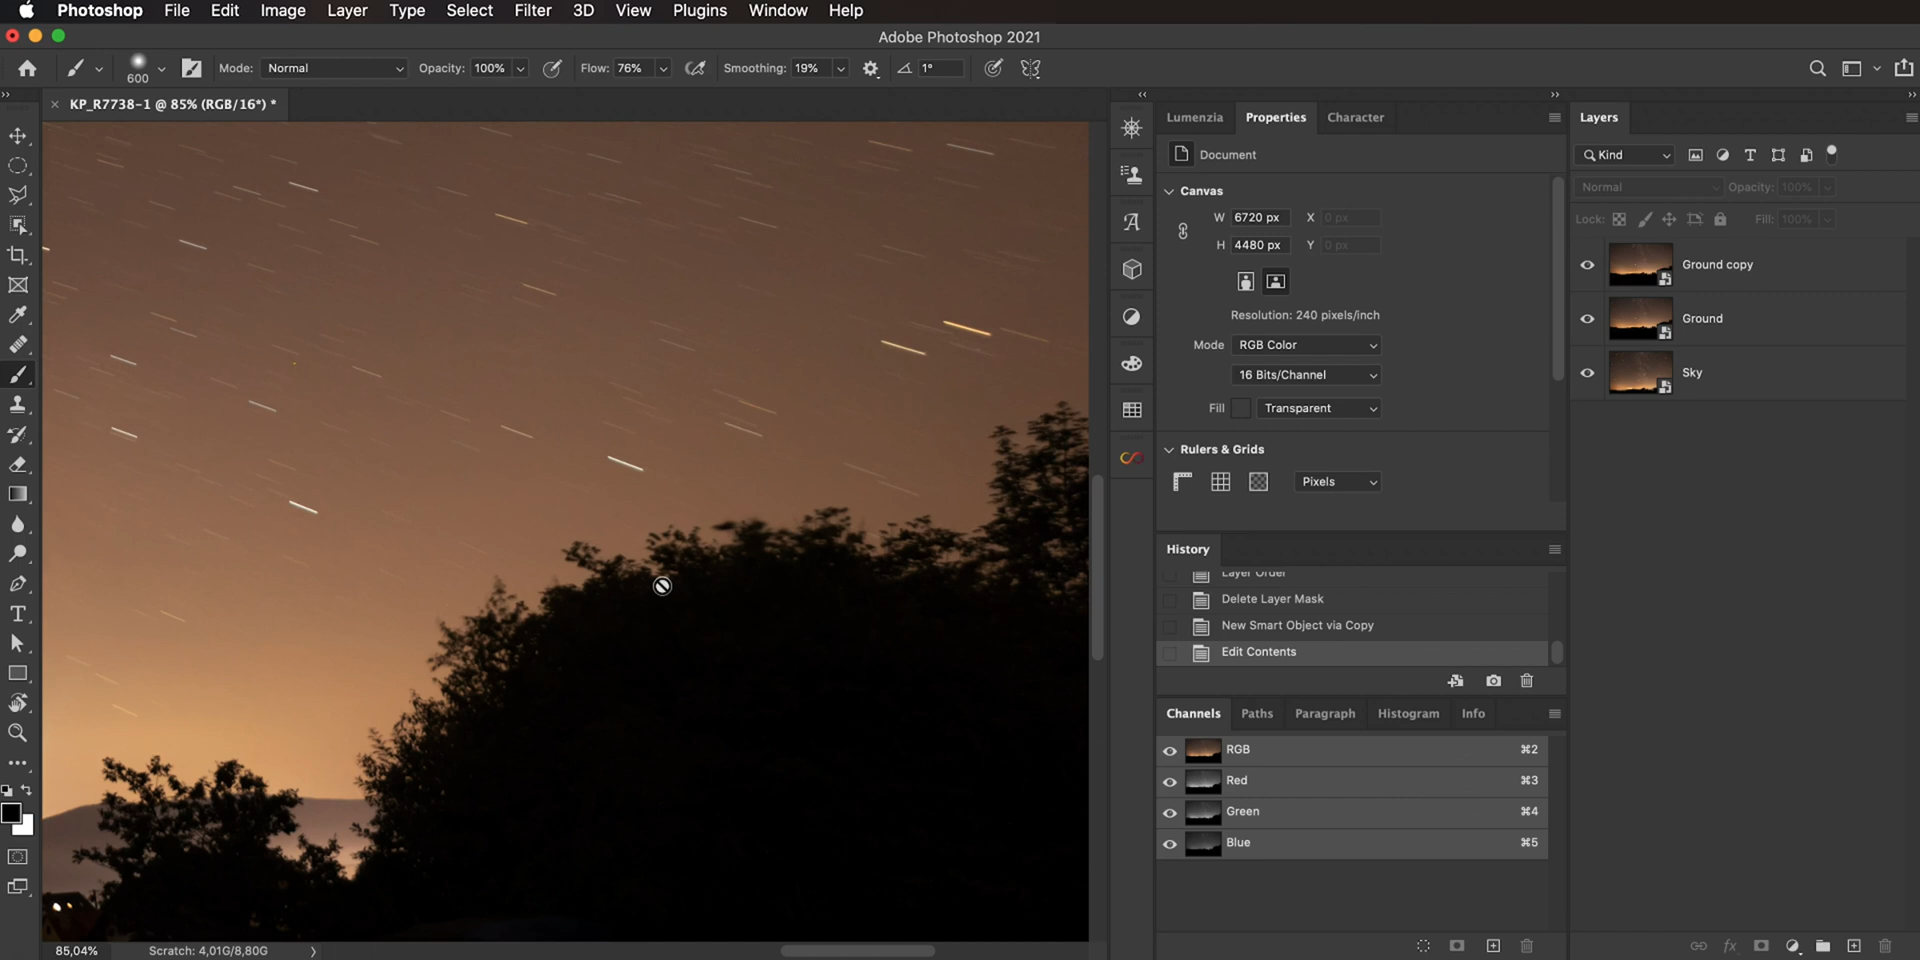 Photoshop File Edit Image Layer Type Select Filter 3D View Plugins Window Help
Adobe Photoshop 2021
600 Mode: Normal Opacity: 100% Flow: 76% Smoothing: 19% 1°
KP_R7738-1 @ 85% (RGB/16*) *
Lumenzia Properties Character
Document
Canvas
W 6720 px X 0 px
H 4480 px Y 0 px
Resolution: 240 pixels/inch
Mode RGB Color
16 Bits/Channel
Fill Transparent
Rulers & Grids
Pixels
History
Layer Order
Delete Layer Mask
New Smart Object via Copy
Edit Contents
Channels Paths Paragraph Histogram Info
RGB ⌘2
Red ⌘3
Green ⌘4
Blue ⌘5
Layers
Kind
Normal Opacity: 100%
Lock: Fill: 100%
Ground copy
Ground
Sky
fx
85,04% Scratch: 4,01G/8,80G